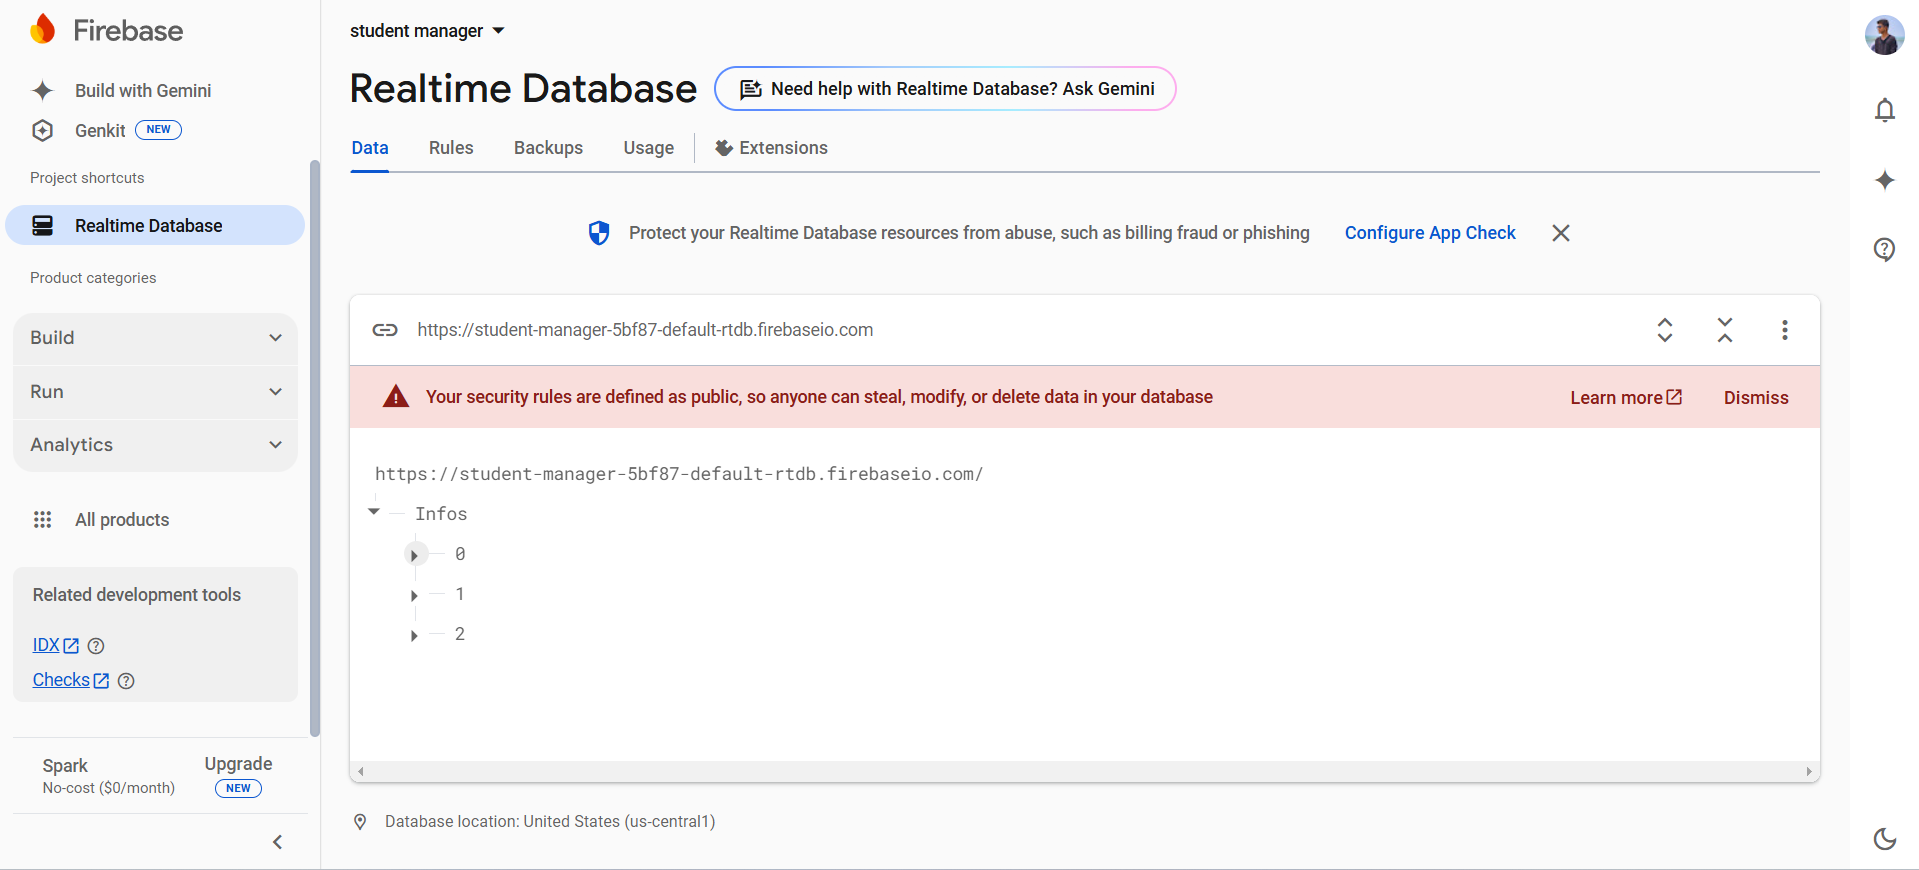 Firebase
Build with Gemini
Genkit NEW
Project shortcuts
Realtime Database
Product categories
Build
Run
Analytics
All products
Related development tools
IDX
Checks
Spark
No-cost ($0/month)
Upgrade
NEW
student manager
Realtime Database
Need help with Realtime Database? Ask Gemini
Data Rules Backups Usage Extensions
Protect your Realtime Database resources from abuse, such as billing fraud or phishing Configure App Check
https://student-manager-5bf87-default-rtdb.firebaseio.com
Your security rules are defined as public, so anyone can steal, modify, or delete data in your database Learn more Dismiss
https://student-manager-5bf87-default-rtdb.firebaseio.com/
Infos
0
1
2
Database location: United States (us-central1)